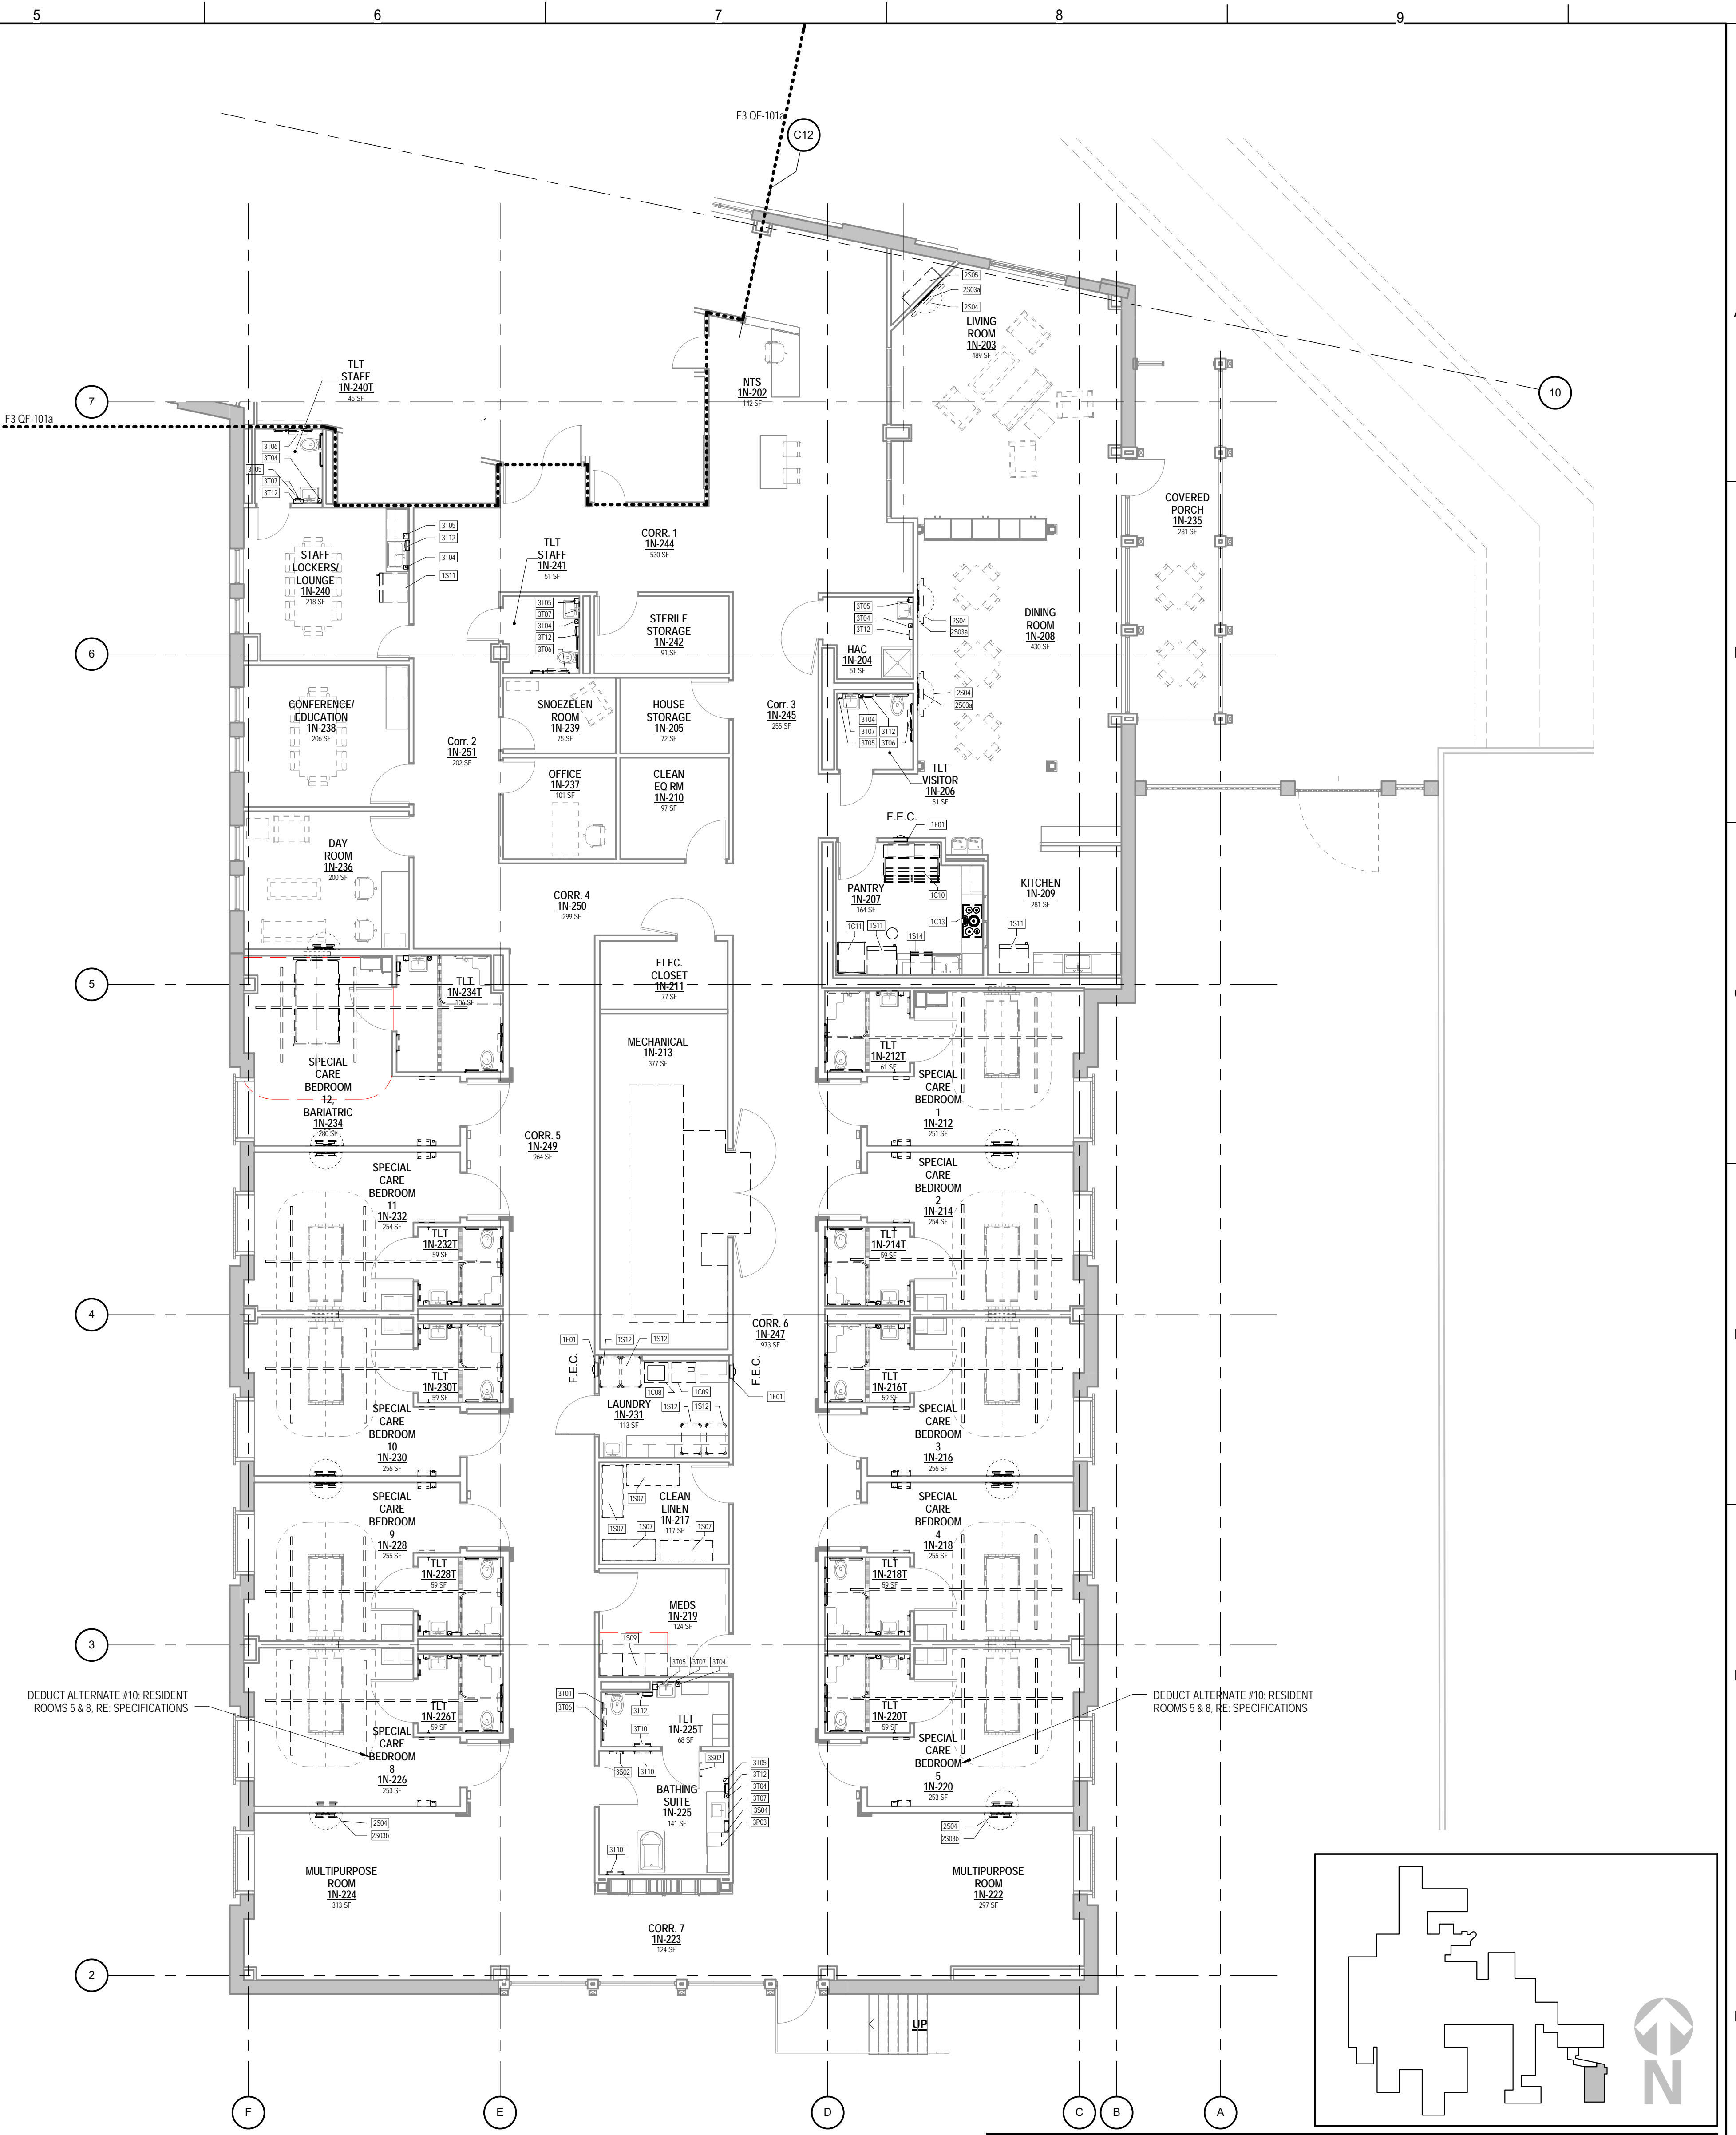 5
6
7
8
9
F3 QF-101a
C12
2S05
2S03a
2S04
LIVING
ROOM
1N-203
489 SF
TLT
STAFF
1N-240T
45 SF
NTS
1N-202
142 SF
7
10
F3 QF-101a
3T06
3T04
3T05
3T07
3T12
COVERED
PORCH
1N-235
281 SF
3T05
3T12
3T04
1S11
STAFF
LOCKERS/
LOUNGE
1N-240
218 SF
TLT
STAFF
1N-241
51 SF
CORR. 1
1N-244
530 SF
3T05
3T07
3T04
3T12
3T06
STERILE
STORAGE
1N-242
91 SF
3T05
3T04
3T12
HAC
1N-204
61 SF
2S04
2S03a
DINING
ROOM
1N-208
430 SF
6
CONFERENCE/
EDUCATION
1N-238
206 SF
Corr. 2
1N-251
202 SF
SNOEZELEN
ROOM
1N-239
75 SF
HOUSE
STORAGE
1N-205
72 SF
Corr. 3
1N-245
255 SF
2S04
2S03a
3T04
3T07 3T12
3T05 3T06
TLT
VISITOR
1N-206
51 SF
OFFICE
1N-237
101 SF
CLEAN
EQ RM
1N-210
97 SF
F.E.C.
1F01
DAY
ROOM
1N-236
200 SF
CORR. 4
1N-250
299 SF
PANTRY
1N-207
164 SF
1C10
1C13
1C11
1S11
1S14
KITCHEN
1N-209
281 SF
1S11
5
TLT
1N-234T
106 SF
ELEC.
CLOSET
1N-211
77 SF
MECHANICAL
1N-213
377 SF
TLT
1N-212T
61 SF
SPECIAL
CARE
BEDROOM
12,
BARIATRIC
1N-234
280 SF
SPECIAL
CARE
BEDROOM
1
1N-212
251 SF
CORR. 5
1N-249
964 SF
SPECIAL
CARE
BEDROOM
11
1N-232
254 SF
SPECIAL
CARE
BEDROOM
2
1N-214
254 SF
TLT
1N-232T
59 SF
TLT
1N-214T
59 SF
4
CORR. 6
1N-247
973 SF
1F01
1S12
1S12
F.E.C.
F.E.C.
TLT
1N-230T
59 SF
1C08
1C09
1F01
1S12
1S12
LAUNDRY
1N-231
113 SF
TLT
1N-216T
59 SF
SPECIAL
CARE
BEDROOM
10
1N-230
256 SF
SPECIAL
CARE
BEDROOM
3
1N-216
256 SF
1S07
CLEAN
LINEN
1N-217
117 SF
1S07
1S07
1S07
SPECIAL
CARE
BEDROOM
9
1N-228
255 SF
SPECIAL
CARE
BEDROOM
4
1N-218
255 SF
TLT
1N-228T
59 SF
TLT
1N-218T
59 SF
MEDS
1N-219
124 SF
3
1S09
3T05 3T07 3T04
DEDUCT ALTERNATE #10: RESIDENT
ROOMS 5 & 8, RE: SPECIFICATIONS
DEDUCT ALTERNATE #10: RESIDENT
ROOMS 5 & 8, RE: SPECIFICATIONS
3T01
3T06
3T12
3T10
TLT
1N-225T
68 SF
TLT
1N-226T
59 SF
TLT
1N-220T
59 SF
SPECIAL
CARE
BEDROOM
8
1N-226
253 SF
SPECIAL
CARE
BEDROOM
5
1N-220
253 SF
3S02
3T10
3S02
BATHING
SUITE
1N-225
141 SF
3T05
3T12
3T04
3T07
3S04
3P03
3T10
2S04
2S03b
2S04
2S03b
MULTIPURPOSE
ROOM
1N-224
313 SF
MULTIPURPOSE
ROOM
1N-222
297 SF
CORR. 7
1N-223
124 SF
2
UP
N
F
E
D
C
B
A